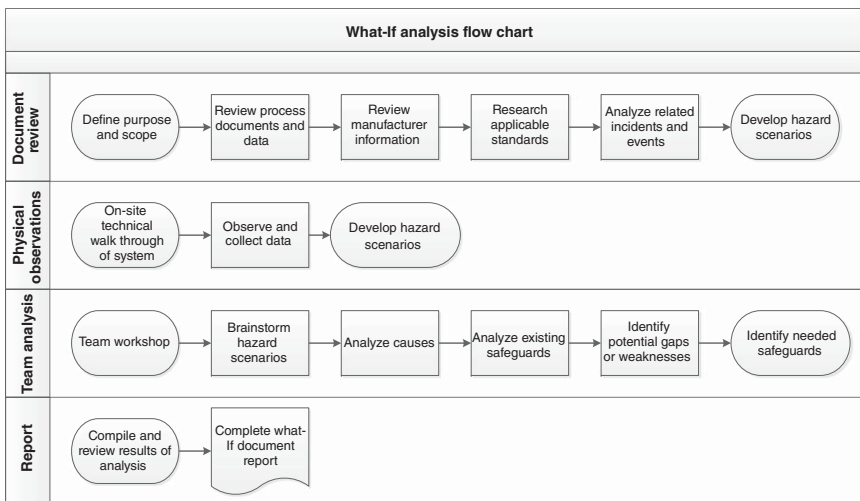 What-If analysis flow chart
Document
review
Define purpose
and scope
Review process
documents and
data
Review
manufacturer
information
Research
applicable
standards
Analyze related
incidents and
events
Develop hazard
scenarios
Physical
observations
On-site
technical
walk through
of system
Observe and
collect data
Develop hazard
scenarios
Team analysis
Team workshop
Brainstorm
hazard
scenarios
Analyze causes
Analyze existing
safeguards
Identify
potential gaps
or weaknesses
Identify needed
safeguards
Report
Compile and
review results of
analysis
Complete what-
If document
report